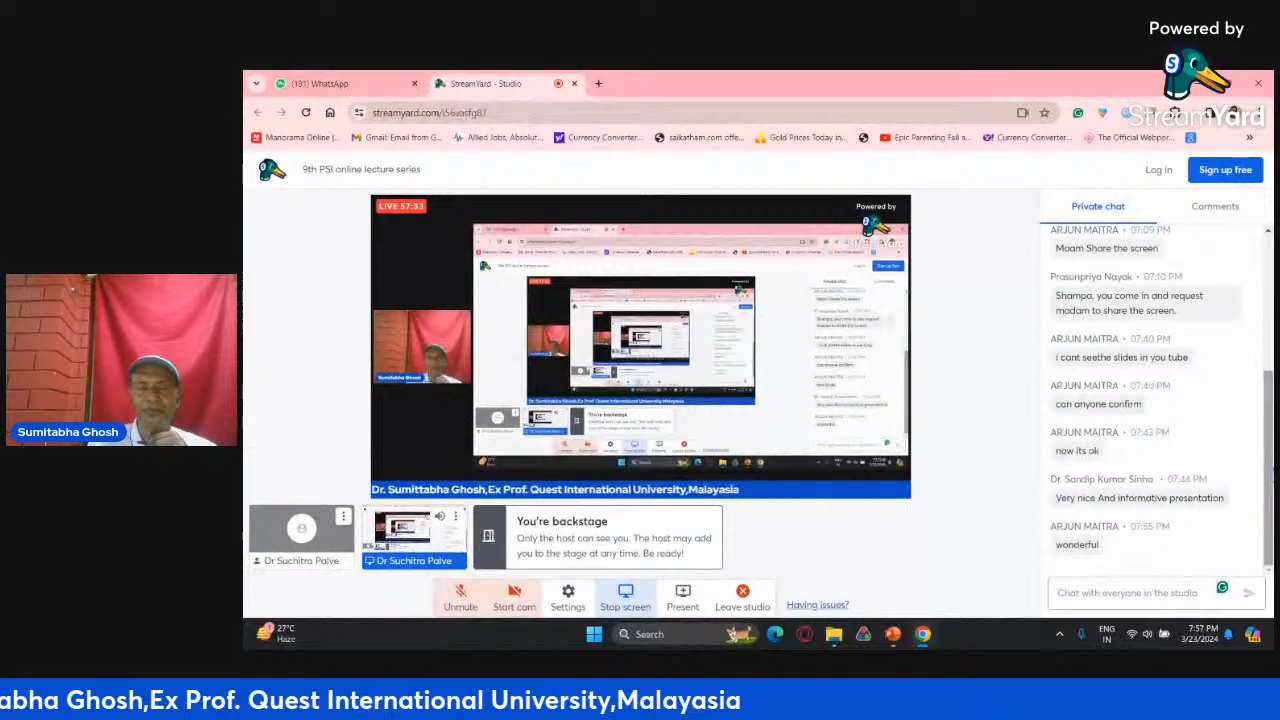 Powered by
StreamYard
(191) WhatsApp
StreamYard - Studio
streamyard.com/i56vasfg87
Manorama Online |...
Gmail: Email from G...
Allied Jobs, Absolut...
Currency Converter...
saikatham.com offe...
Gold Prices Today in...
Epic Parenting Fail a...
Currency Converter...
The Official Webpor...
9th PSI online lecture series
Log in
Sign up free
LIVE 57:33
Powered by
Private chat
Comments
ARJUN MAITRA • 07:09 PM
Maam Share the screen
Prasunpriya Nayak • 07:10 PM
Shampa, you come in and request
madam to share the screen.
ARJUN MAITRA • 07:40 PM
i cant seethe slides in you tube
ARJUN MAITRA •
can anyone confirm
ARJUN MAITRA • 07:43 PM
now its ok
Dr. Sandip Kumar Sinha • 07:44 PM
Very nice And informative presentation
ARJUN MAITRA • 07:55 PM
wonderful
Chat with everyone in the studio
Sumitabha Ghosh
Sumitabha Ghosh
You're backstage
Dr. Sumittabha Ghosh,Ex Prof. Quest International University,Malayasia
Dr Suchitra Palve
Dr Suchitra Palve
You're backstage
Only the host can see you. The host may add
you to the stage at any time. Be ready!
Unmute
Start cam
Settings
Stop screen
Present
Leave studio
Having issues?
27°C
Haze
Search
ENG
IN
7:57 PM
3/23/2024
abha Ghosh,Ex Prof. Quest International University,Malayasia